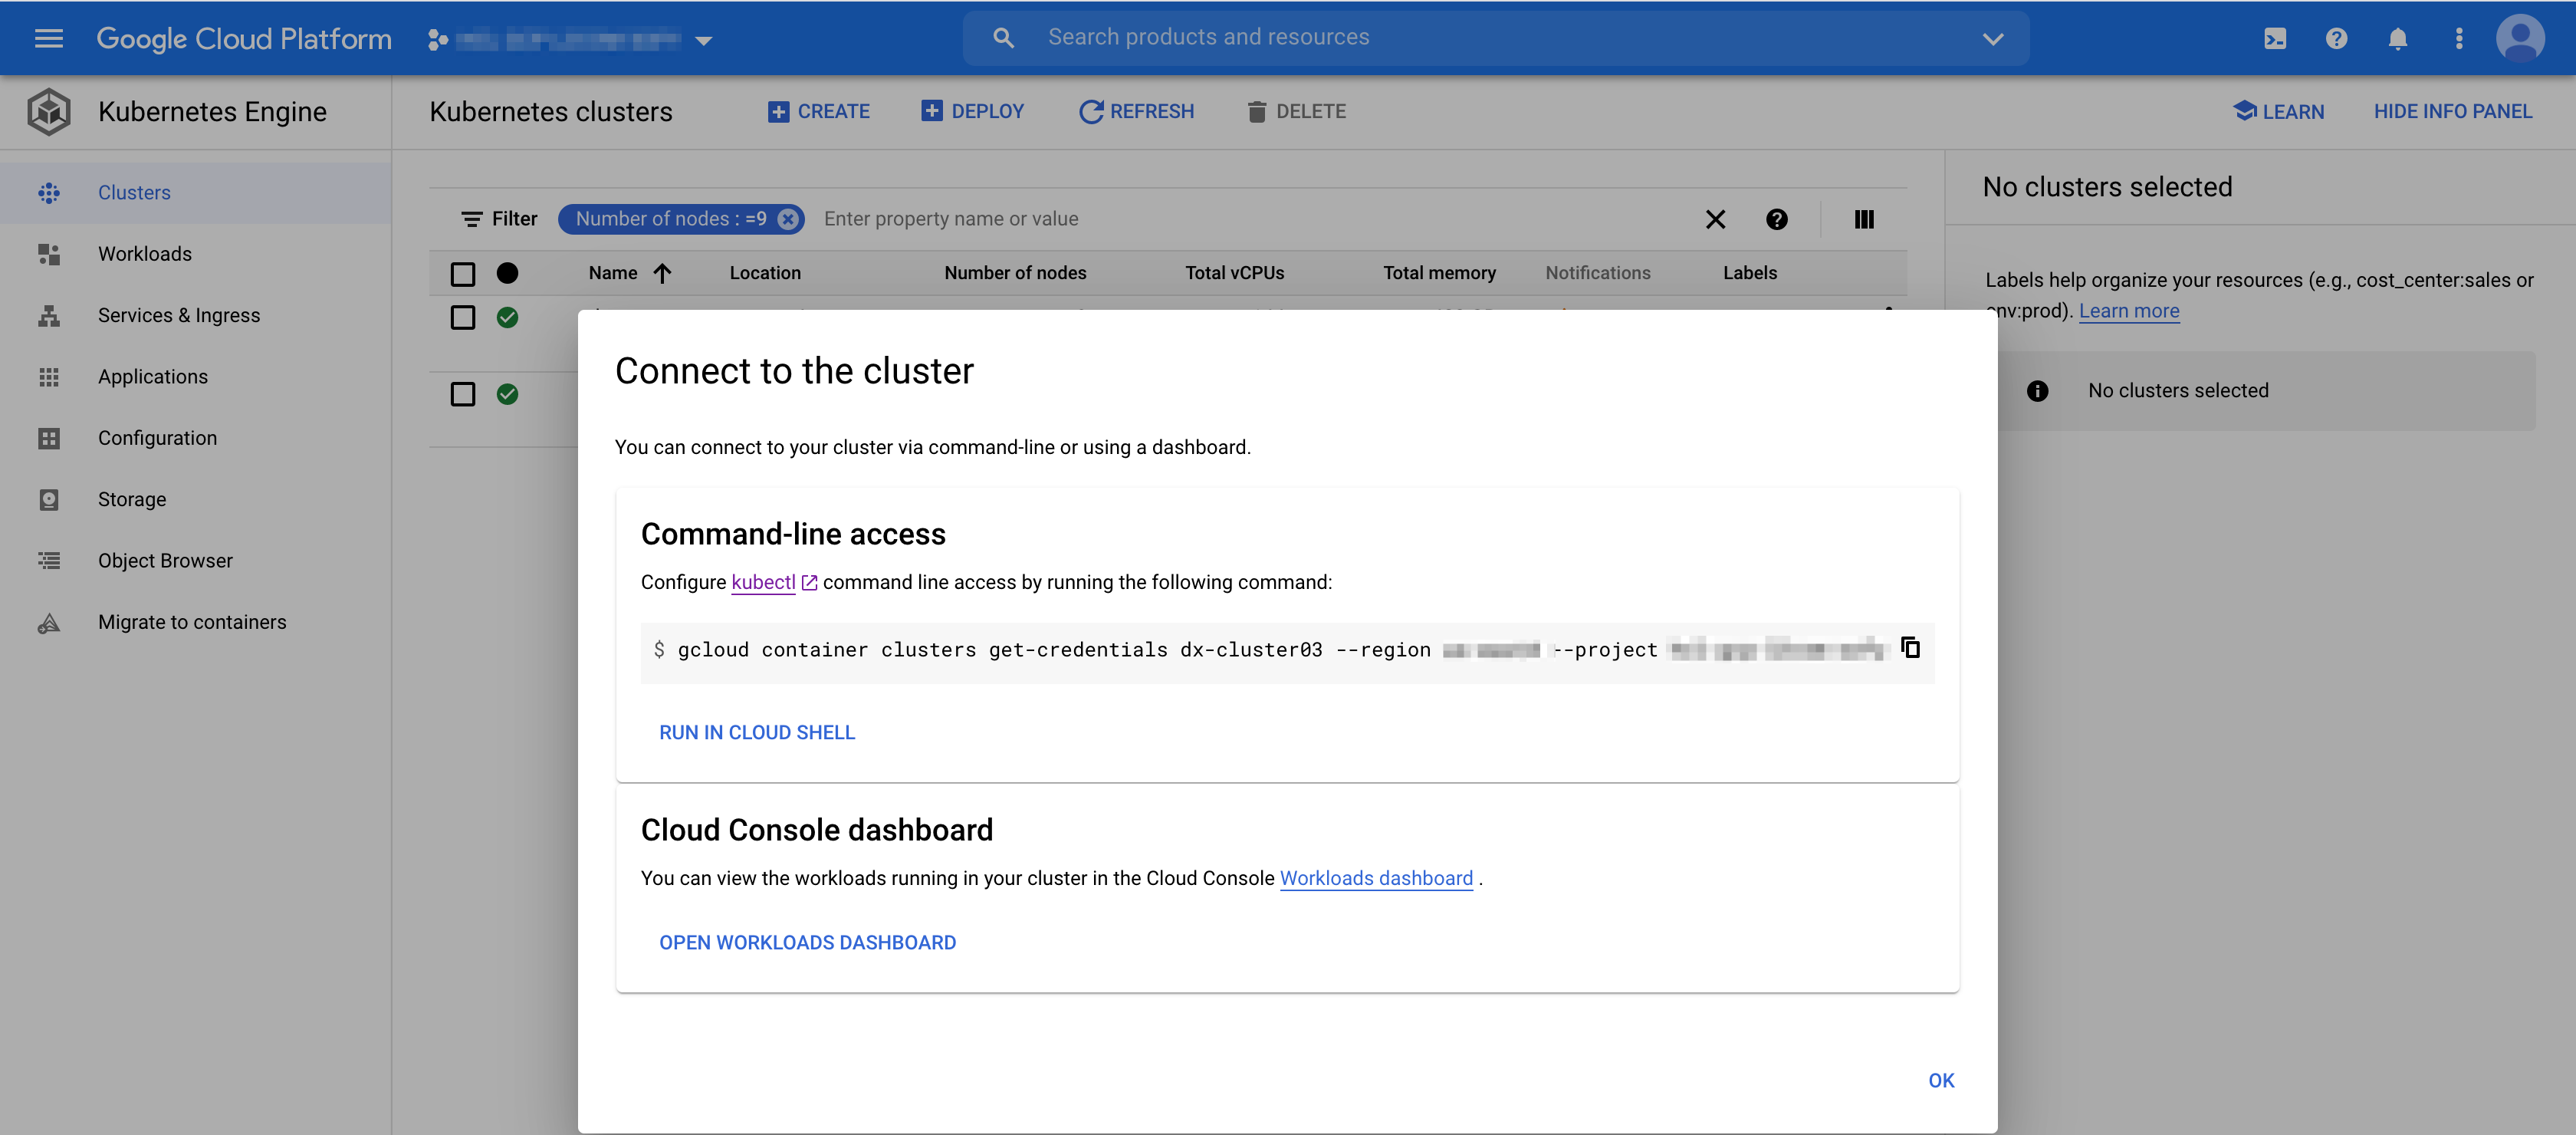 Google Cloud Platform
Search products and resources
Kubernetes Engine
Kubernetes clusters
CREATE
DEPLOY
REFRESH
DELETE
LEARN
HIDE INFO PANEL
Clusters
Workloads
Services & Ingress
Applications
Configuration
Storage
Object Browser
Migrate to containers
Filter
Number of nodes : =9
Enter property name or value
Name
Location
Number of nodes
Total vCPUs
Total memory
Notifications
Labels
No clusters selected
Labels help organize your resources (e.g., cost_center:sales or
env:prod). Learn more
No clusters selected
Connect to the cluster
You can connect to your cluster via command-line or using a dashboard.
Command-line access
Configure kubectl command line access by running the following command:
$ gcloud container clusters get-credentials dx-cluster03 --region --project
RUN IN CLOUD SHELL
Cloud Console dashboard
You can view the workloads running in your cluster in the Cloud Console Workloads dashboard .
OPEN WORKLOADS DASHBOARD
OK